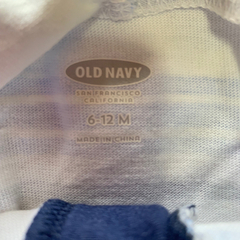 OLD NAVY
SAN FRANCISCO
CALIFORNIA
6-12 M
MADE IN CHINA